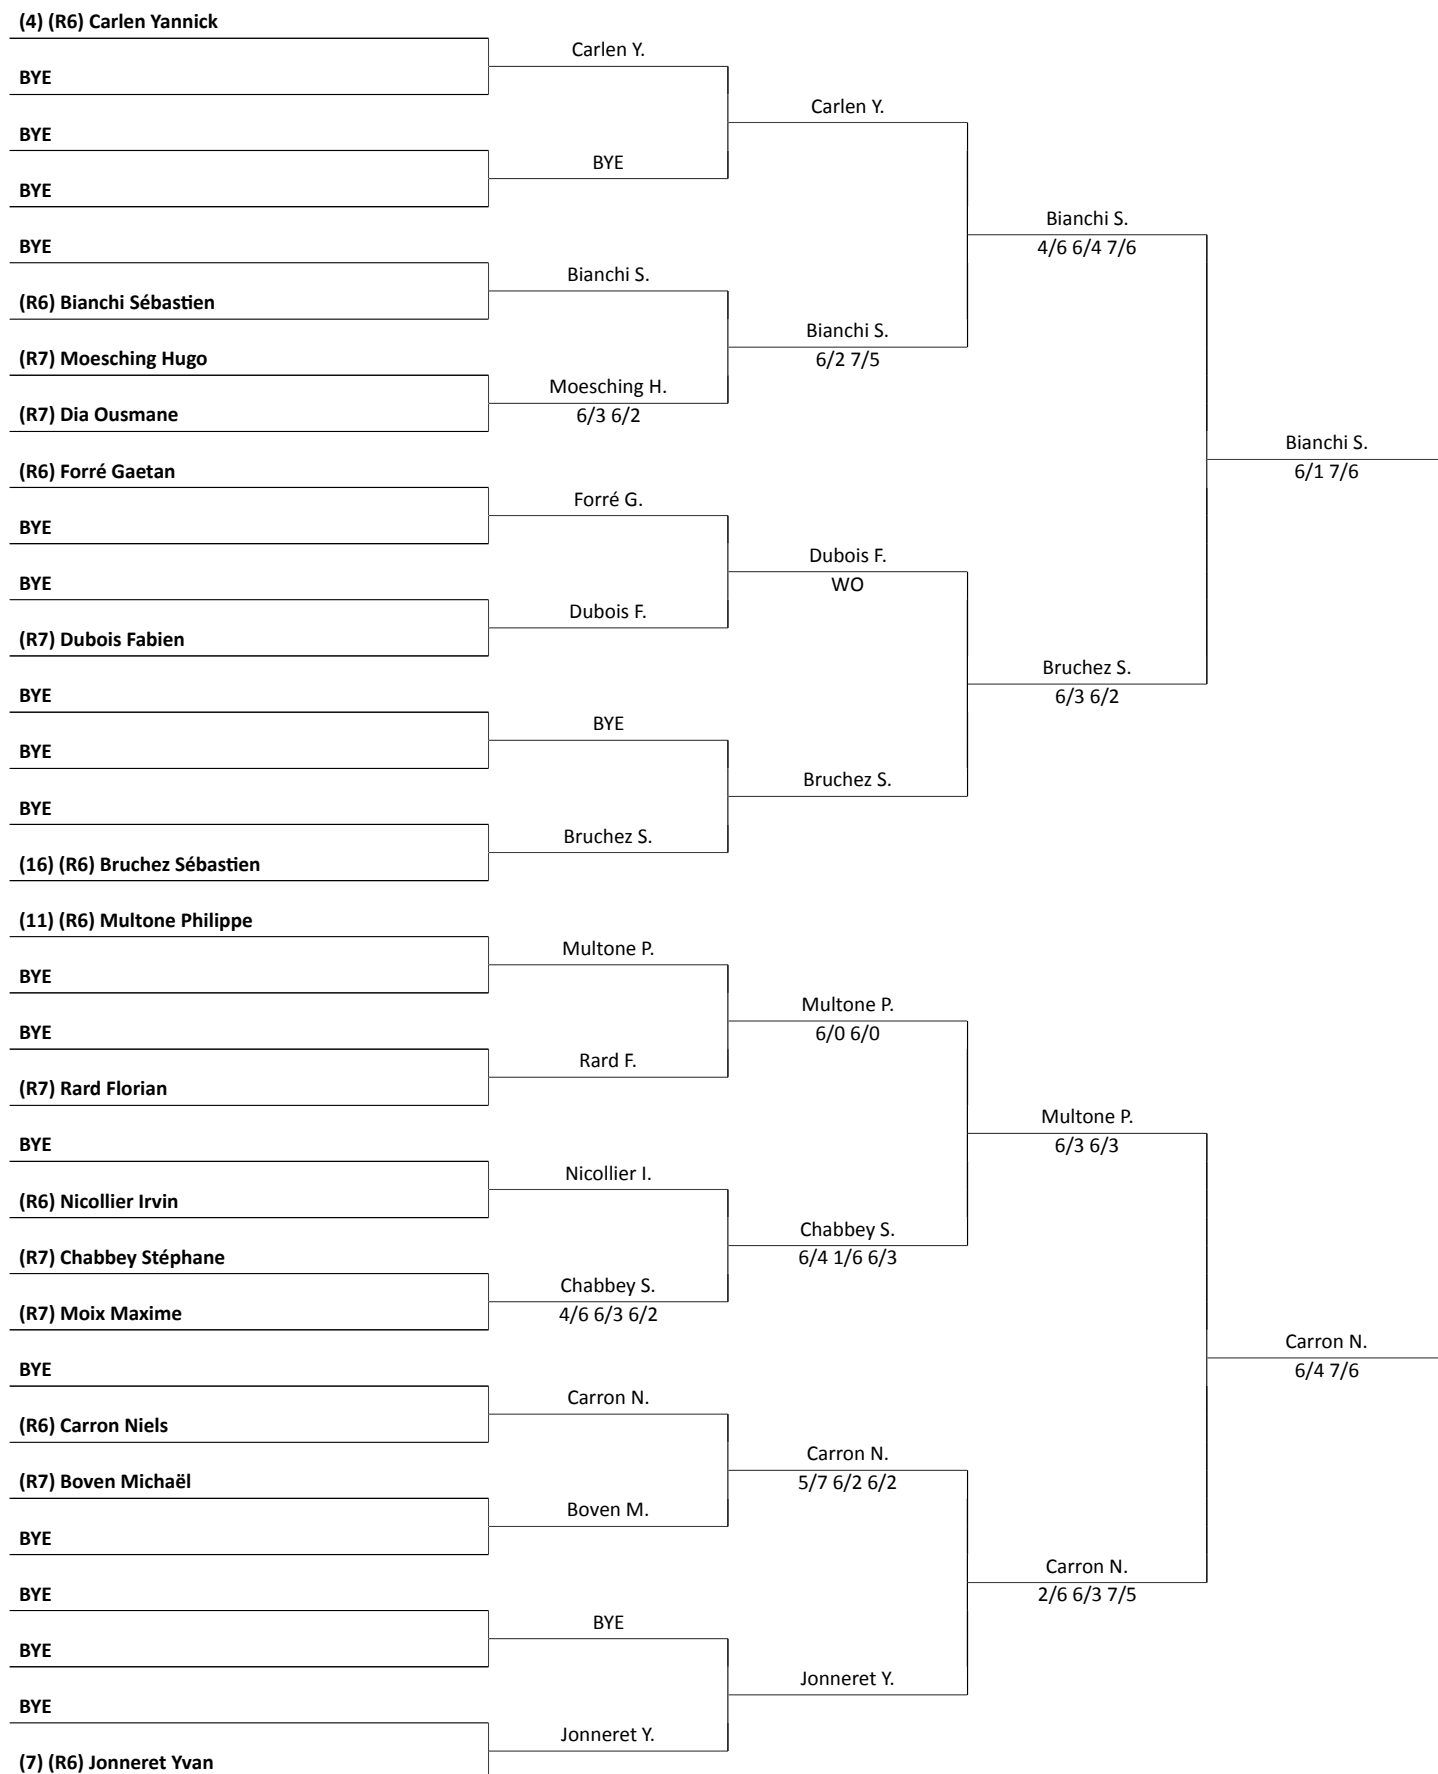 (4) (R6) Carlen Yannick
Carlen Y.
BYE
Carlen Y.
BYE
BYE
BYE
Bianchi S.
BYE
4/6 6/4 7/6
Bianchi S.
(R6) Bianchi Sébastien
Bianchi S.
(R7) Moesching Hugo
6/2 7/5
Moesching H.
(R7) Dia Ousmane
6/3 6/2
Bianchi S.
(R6) Forré Gaetan
6/1 7/6
Forré G.
BYE
Dubois F.
BYE
WO
Dubois F.
(R7) Dubois Fabien
Bruchez S.
BYE
6/3 6/2
BYE
BYE
Bruchez S.
BYE
Bruchez S.
(16) (R6) Bruchez Sébastien
(11) (R6) Multone Philippe
Multone P.
BYE
Multone P.
BYE
6/0 6/0
Rard F.
(R7) Rard Florian
Multone P.
BYE
6/3 6/3
Nicollier I.
(R6) Nicollier Irvin
Chabbey S.
(R7) Chabbey Stéphane
6/4 1/6 6/3
Chabbey S.
(R7) Moix Maxime
4/6 6/3 6/2
Carron N.
BYE
6/4 7/6
Carron N.
(R6) Carron Niels
Carron N.
(R7) Boven Michaël
5/7 6/2 6/2
Boven M.
BYE
Carron N.
BYE
2/6 6/3 7/5
BYE
BYE
Jonneret Y.
BYE
Jonneret Y.
(7) (R6) Jonneret Yvan